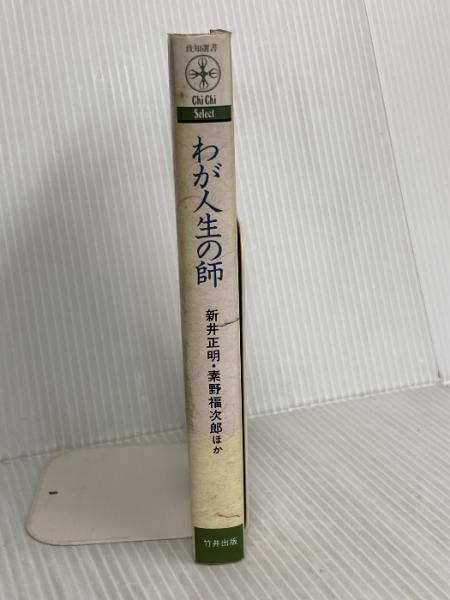 致知選書
Chi Chi
Select
わが人生の師
新井正明・素野福次郎ほか
竹井出版